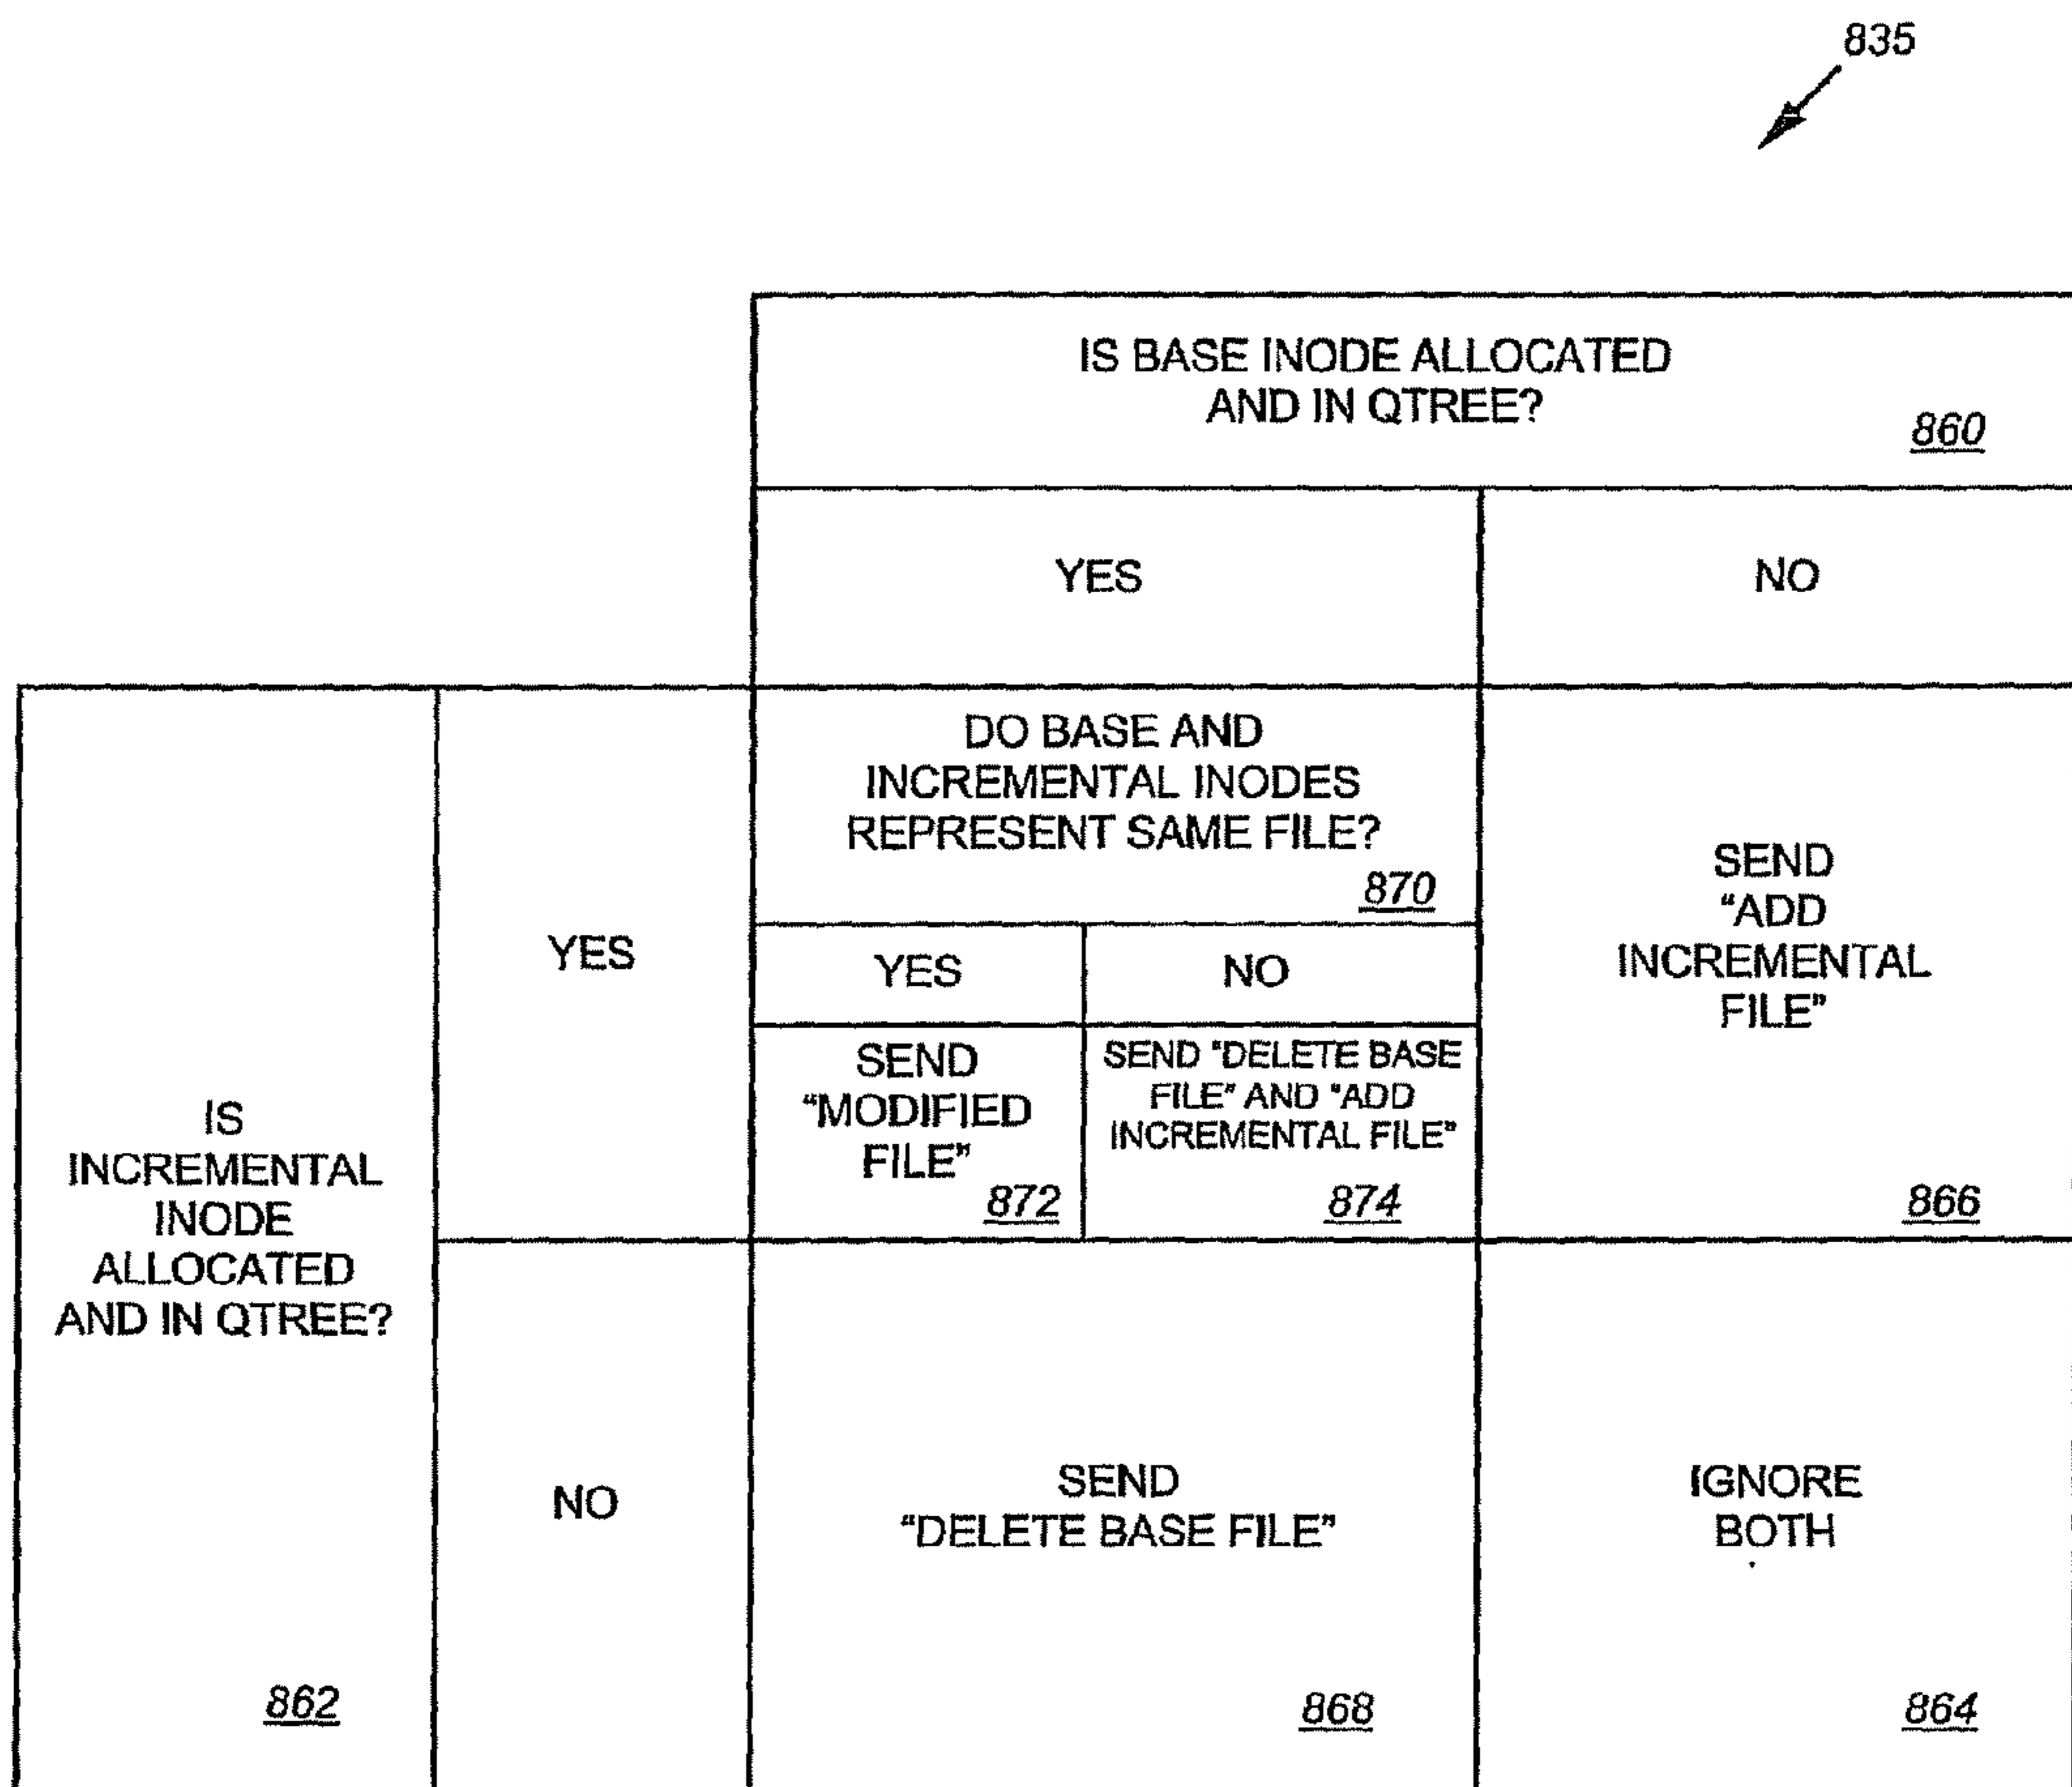 835
IS BASE INODE ALLOCATED
AND IN QTREE?
860
YES
NO
DO BASE AND
INCREMENTAL INODES
REPRESENT SAME FILE?
870
YES
YES
NO
SEND
"ADD
INCREMENTAL
FILE"
866
SEND
"MODIFIED
FILE"
872
SEND "DELETE BASE
FILE" AND "ADD
INCREMENTAL FILE"
874
IS
INCREMENTAL
INODE
ALLOCATED
AND IN QTREE?
862
NO
SEND
"DELETE BASE FILE"
868
IGNORE
BOTH
864